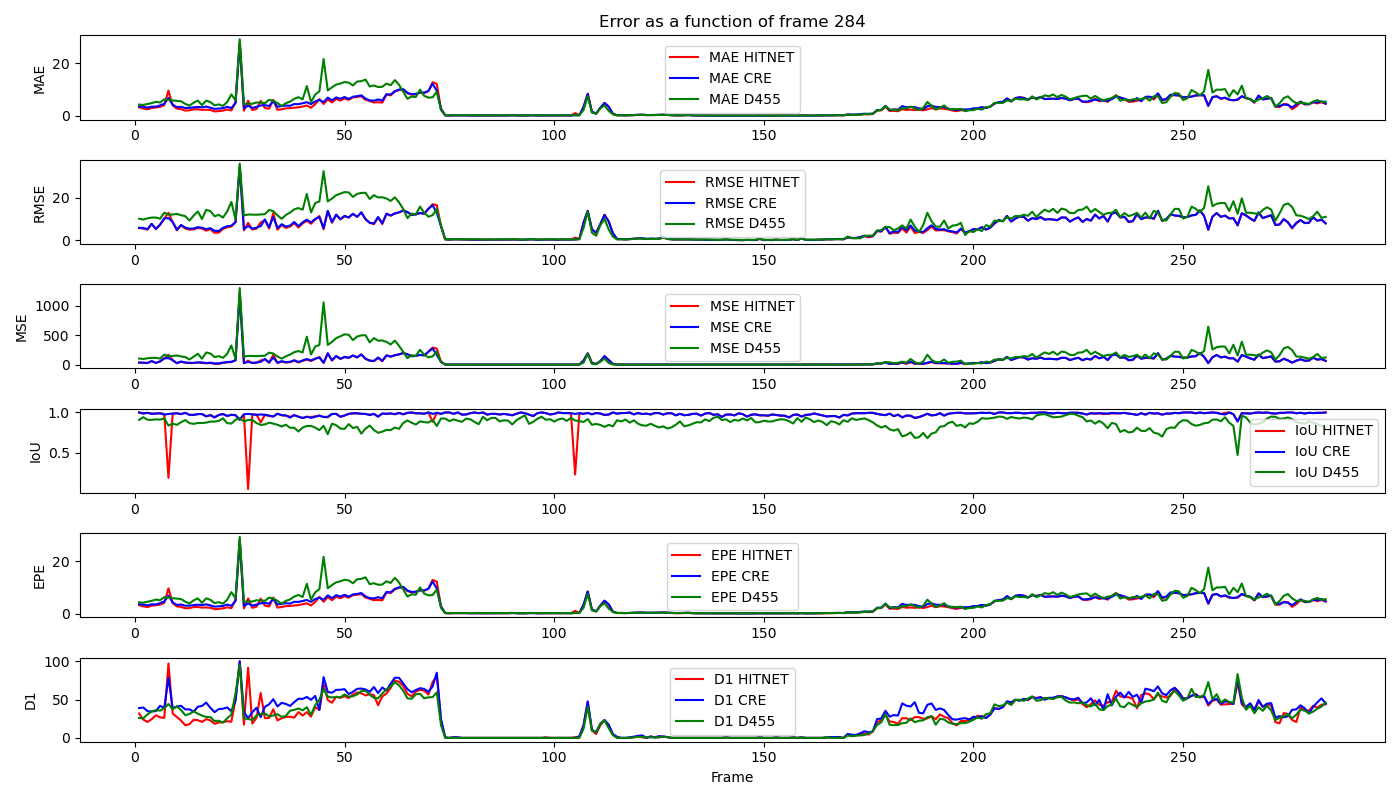 Error as a function of frame 284
MAE
20
0
MAE HITNET
MAE CRE
MAE D455
0 50 100 150 200 250
RMSE
20
0
RMSE HITNET
RMSE CRE
RMSE D455
0 50 100 150 200 250
MSE
1000
500
0
MSE HITNET
MSE CRE
MSE D455
0 50 100 150 200 250
IoU
1.0
0.5
IoU HITNET
IoU CRE
IoU D455
0 50 100 150 200 250
EPE
20
0
EPE HITNET
EPE CRE
EPE D455
0 50 100 150 200 250
D1
100
50
0
D1 HITNET
D1 CRE
D1 D455
0 50 100 150 200 250
Frame